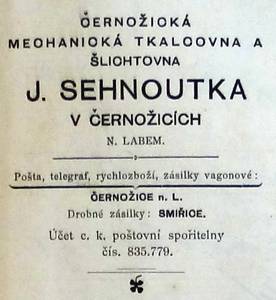 ČERNOŽICKÁ
MECHANICKÁ TKALCOVNA A
ŠLICHTOVNA
J. SEHNOUTKA
V ČERNOŽICÍCH
N. LABEM.
Pošta, telegraf, rychlozboží, zásilky vagonové:
ČERNOŽICE n. L.
Drobné zásilky: SMIŘICE.
Účet c. k. poštovní spořitelny
čís. 835.779.